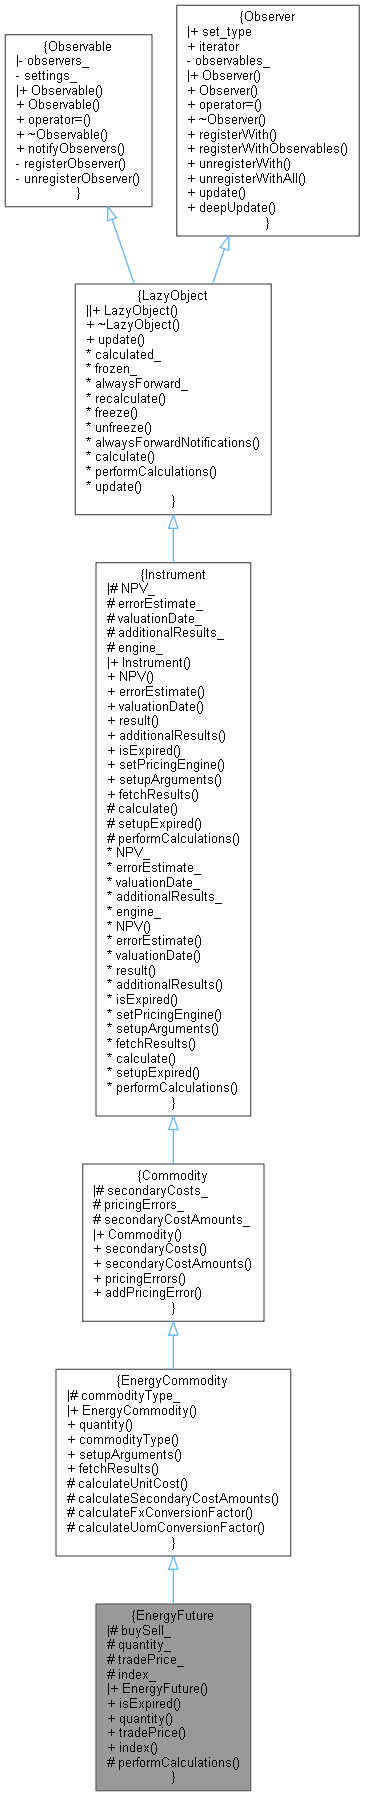 {Observable
|- observers_
- settings_
|+ Observable()
+ Observable()
+ operator=()
+ ~Observable()
+ notifyObservers()
- registerObserver()
- unregisterObserver()
}
{Observer
|+ set_type
+ iterator
- observables_
|+ Observer()
+ Observer()
+ operator=()
+ ~Observer()
+ registerWith()
+ registerWithObservables()
+ unregisterWith()
+ unregisterWithAll()
+ update()
+ deepUpdate()
}
{LazyObject
||+ LazyObject()
+ ~LazyObject()
+ update()
* calculated_
* frozen_
* alwaysForward_
* recalculate()
* freeze()
* unfreeze()
* alwaysForwardNotifications()
* calculate()
* performCalculations()
* update()
}
{Instrument
|# NPV_
# errorEstimate_
# valuationDate_
# additionalResults_
# engine_
|+ Instrument()
+ NPV()
+ errorEstimate()
+ valuationDate()
+ result()
+ additionalResults()
+ isExpired()
+ setPricingEngine()
+ setupArguments()
+ fetchResults()
# calculate()
# setupExpired()
# performCalculations()
* NPV_
* errorEstimate_
* valuationDate_
* additionalResults_
* engine_
* NPV()
* errorEstimate()
* valuationDate()
* result()
* additionalResults()
* isExpired()
* setPricingEngine()
* setupArguments()
* fetchResults()
* calculate()
* setupExpired()
* performCalculations()
}
{Commodity
|# secondaryCosts_
# pricingErrors_
# secondaryCostAmounts_
|+ Commodity()
+ secondaryCosts()
+ secondaryCostAmounts()
+ pricingErrors()
+ addPricingError()
}
{EnergyCommodity
|# commodityType_
|+ EnergyCommodity()
+ quantity()
+ commodityType()
+ setupArguments()
+ fetchResults()
# calculateUnitCost()
# calculateSecondaryCostAmounts()
# calculateFxConversionFactor()
# calculateUomConversionFactor()
}
{EnergyFuture
|# buySell_
# quantity_
# tradePrice_
# index_
|+ EnergyFuture()
+ isExpired()
+ quantity()
+ tradePrice()
+ index()
# performCalculations()
}